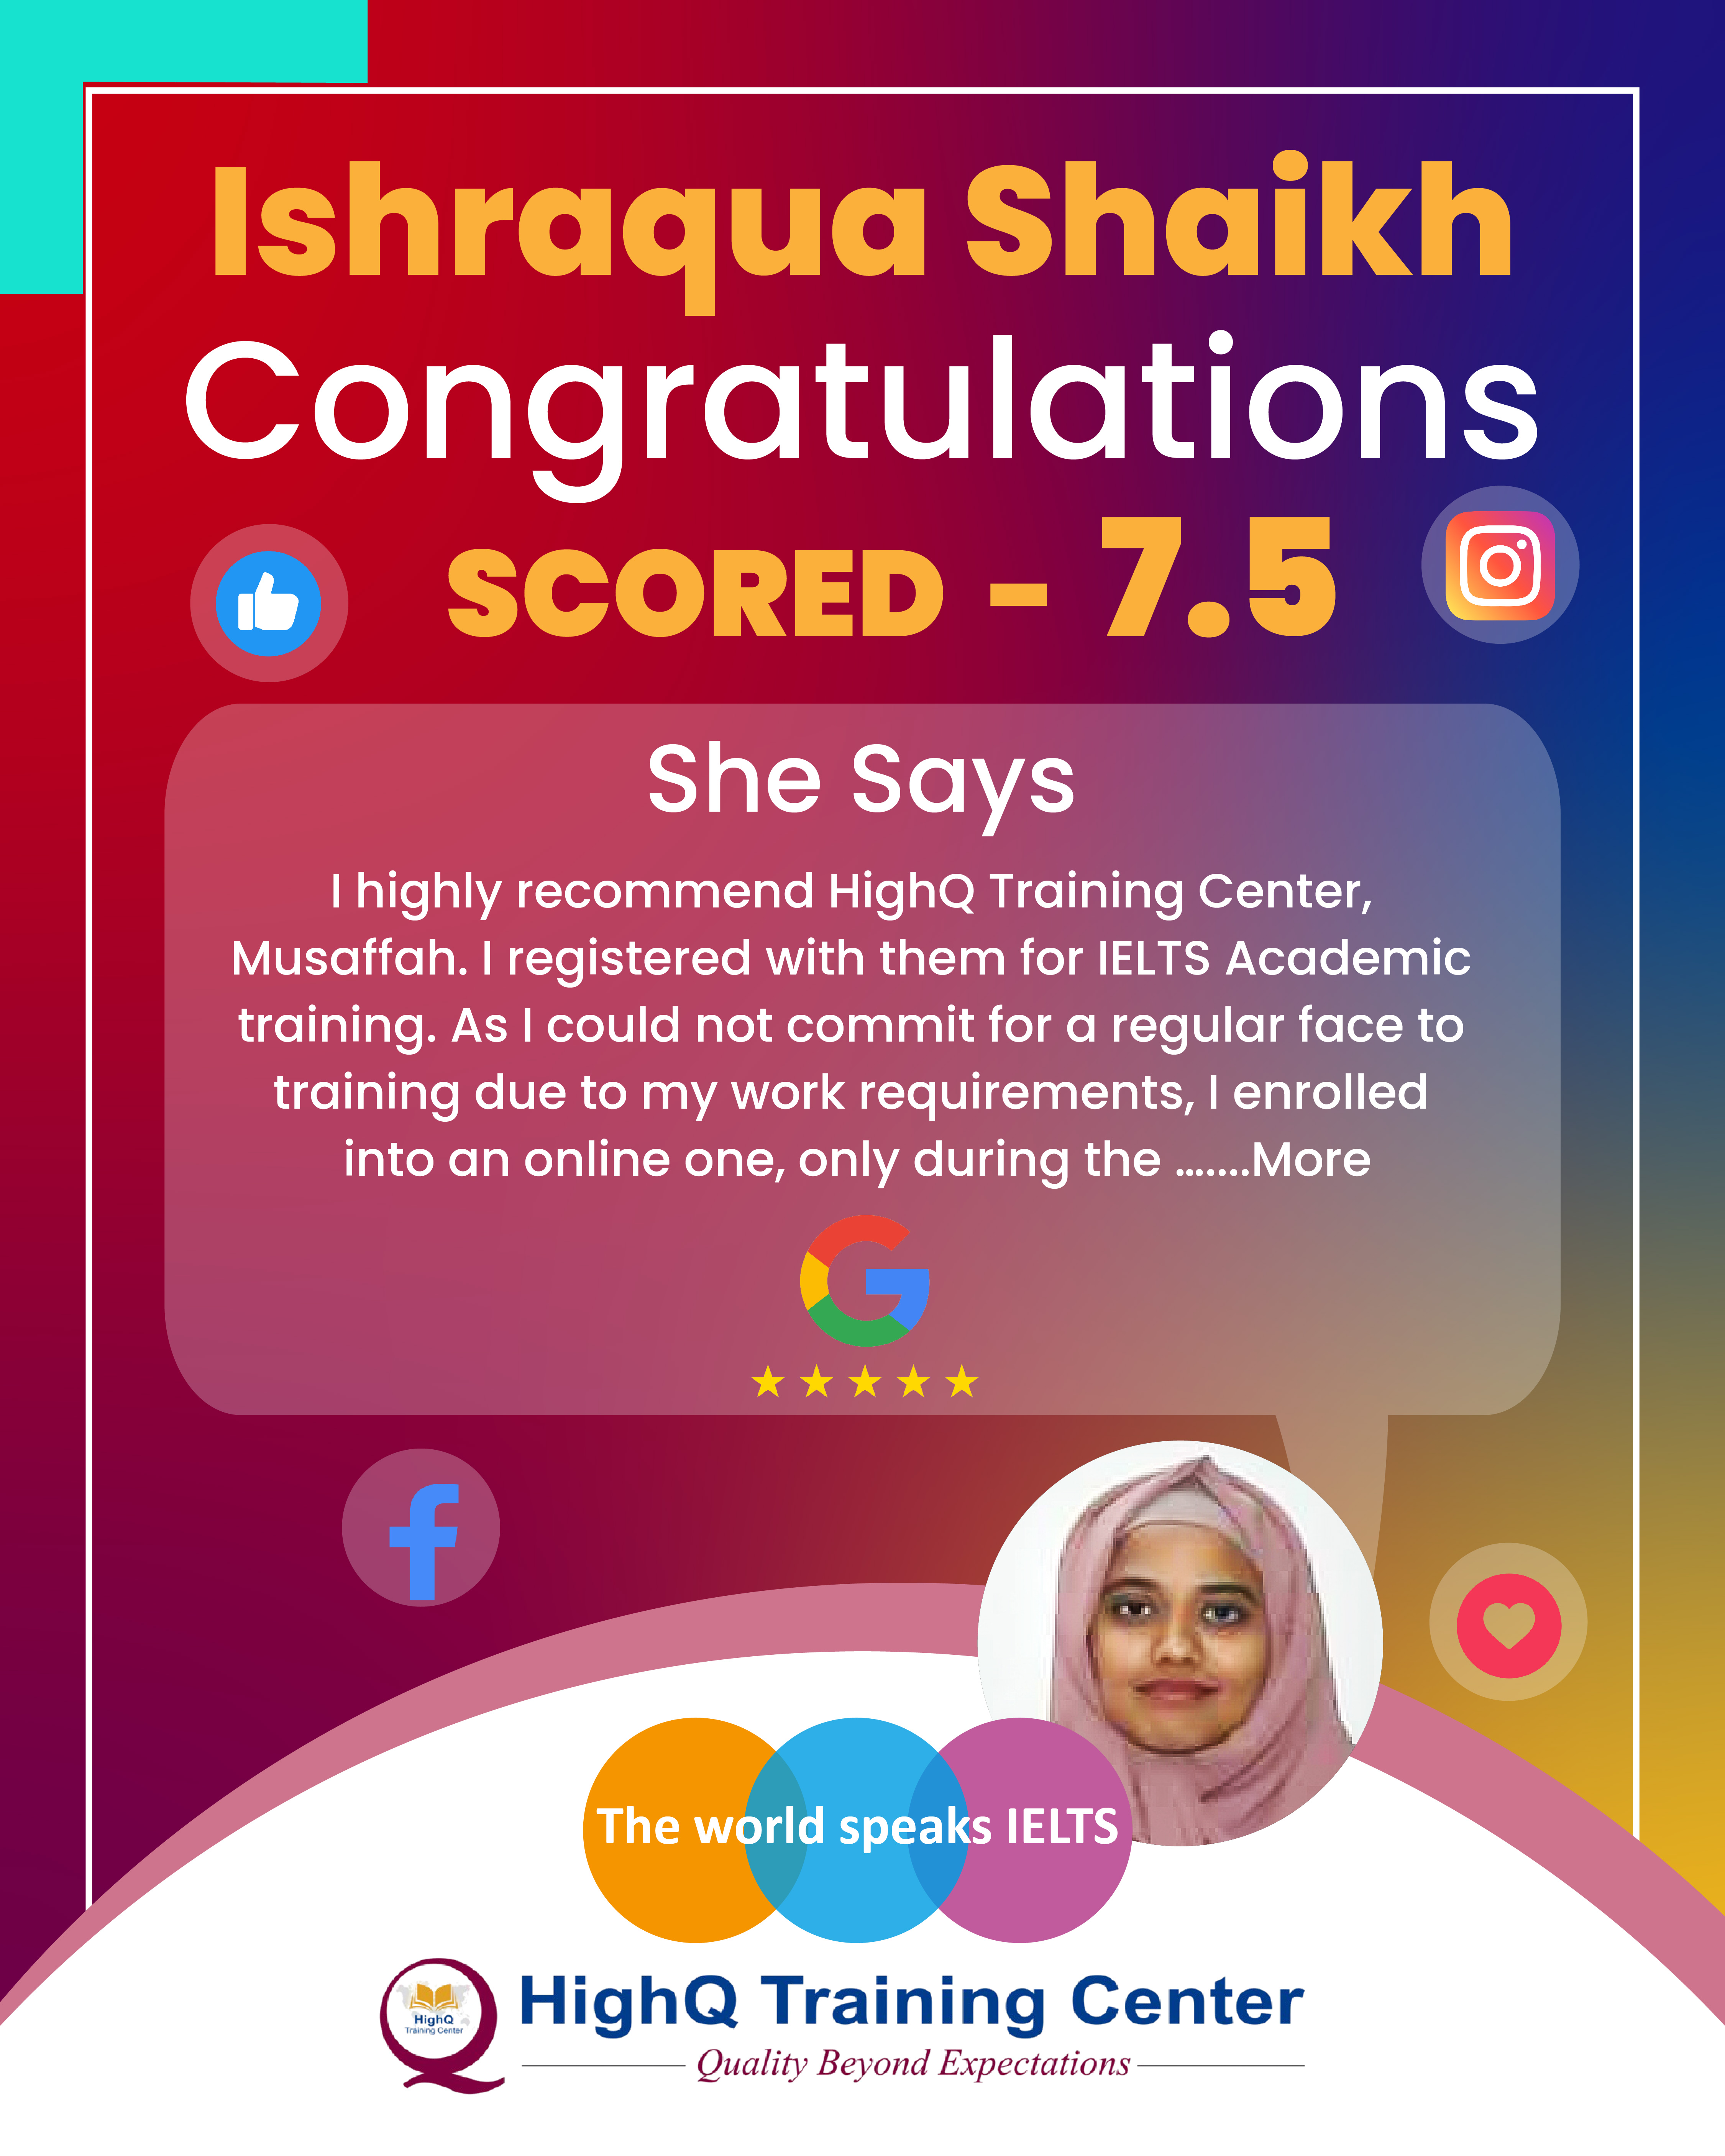 Ishraqua Shaikh
Congratulations
SCORED - 7.5
She Says
I highly recommend HighQ Training Center,
Musaffah. I registered with them for IELTS Academic
training. As I could not commit for a regular face to
training due to my work requirements, I enrolled
into an online one, only during the .......More
The world speaks IELTS
HighQ
Training Center
HighQ Training Center
Quality Beyond Expectations